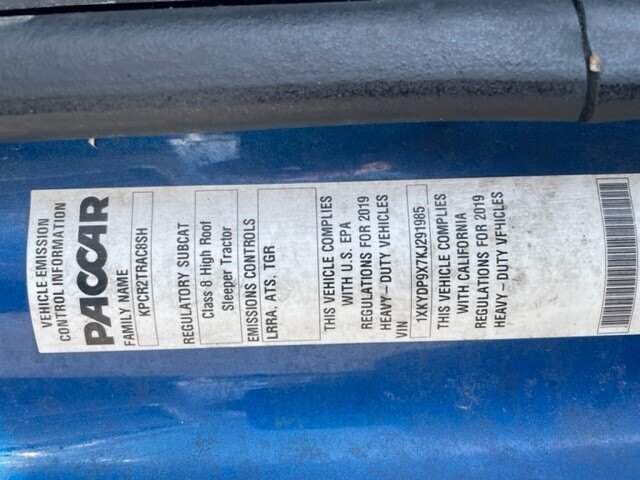 VEHICLE EMISSION
CONTROL INFORMATION
PACCAR
FAMILY NAME
KPCR2TRAC8SH
REGULATORY SUBCAT
Class 8 High Roof
Sleeper Tractor
EMISSIONS CONTROLS
LRRA, ATS, TGR
THIS VEHICLE COMPLIES
WITH U.S. EPA
REGULATIONS FOR 2019
HEAVY-DUTY VEHICLES
VIN
1XKYDP9X7KJ291985
THIS VEHICLE COMPLIES
WITH CALIFORNIA
REGULATIONS FOR 2019
HEAVY-DUTY VEHICLES